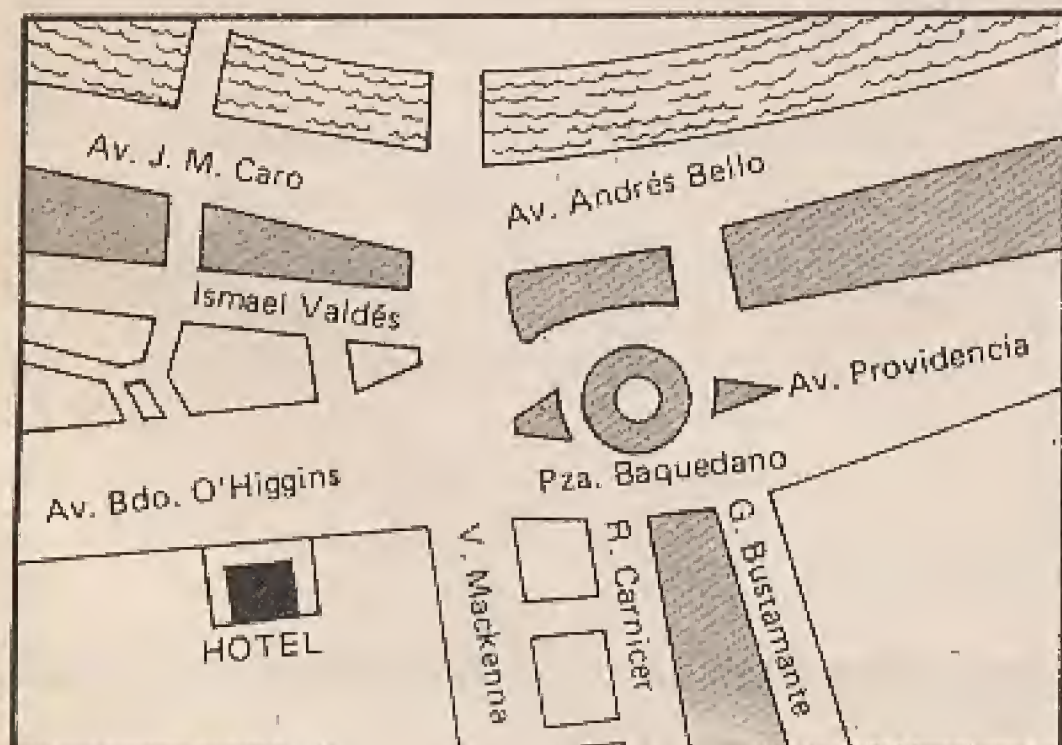 Av. J. M. Caro
Av. Andrés Bello
Ismael Valdés
Av. Providencia
Pza. Baquedano
Av. Bdo. O'Higgins
V. Mackenna
R. Carnicer
G. Bustamante
HOTEL